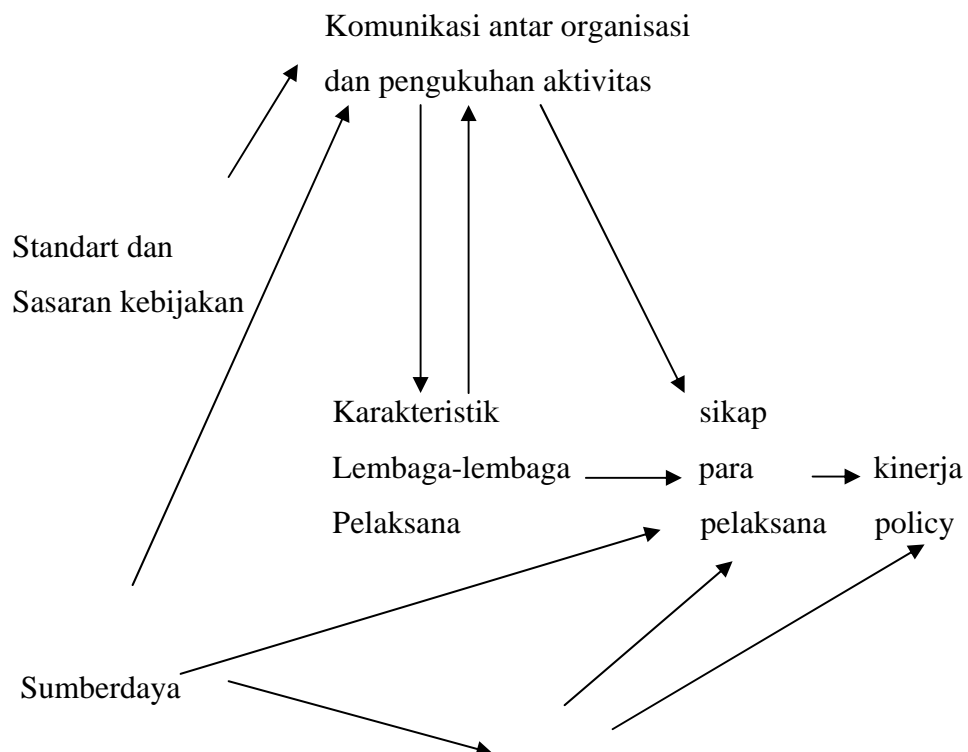 Komunikasi antar organisasi
dan pengukuhan aktivitas
Standart dan
Sasaran kebijakan
Karakteristik
Lembaga-lembaga
Pelaksana
sikap
para
pelaksana
kinerja
policy
Sumberdaya